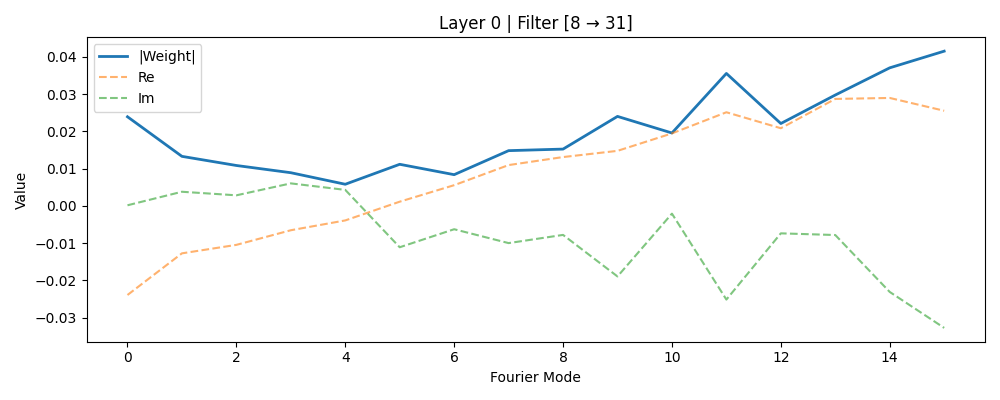 Layer 0 | Filter [8 → 31]
|Weight|
Re
Im
0.04
0.03
0.02
0.01
0.00
−0.01
−0.02
−0.03
Value
0 2 4 6 8 10 12 14
Fourier Mode